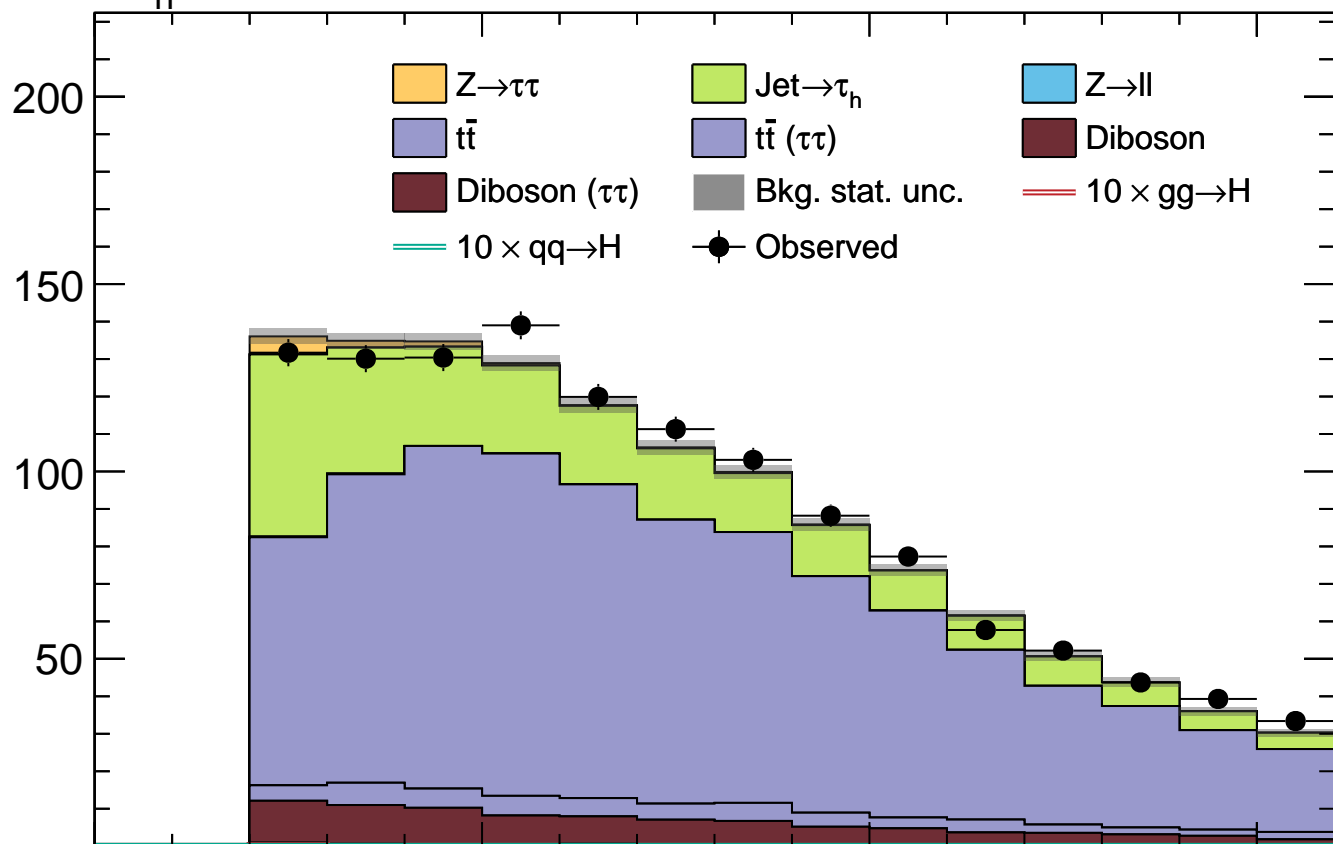 200
150
100
50
Z→ττ Jet→τh Z→ll
tt̄ tt̄ (ττ) Diboson
Diboson (ττ) Bkg. stat. unc. 10 × gg→H
10 × qq→H Observed